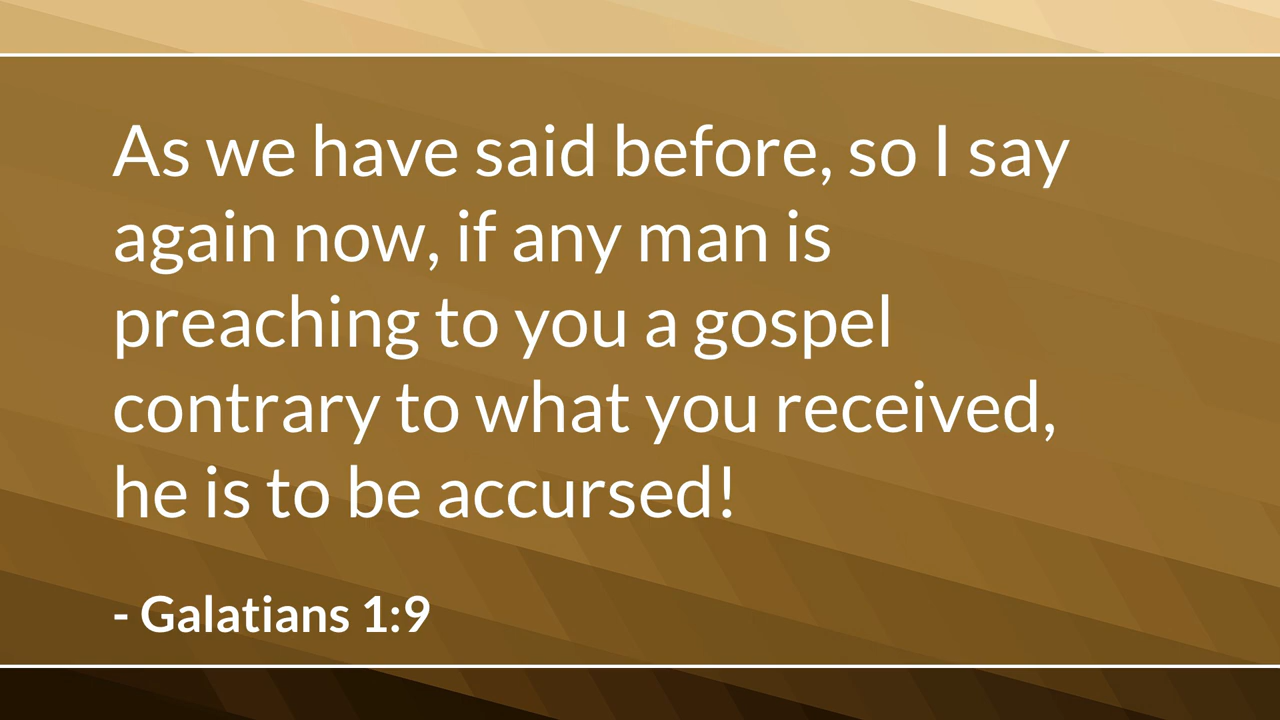 As we have said before, so I say
again now, if any man is
preaching to you a gospel
contrary to what you received,
he is to be accursed!
- Galatians 1:9